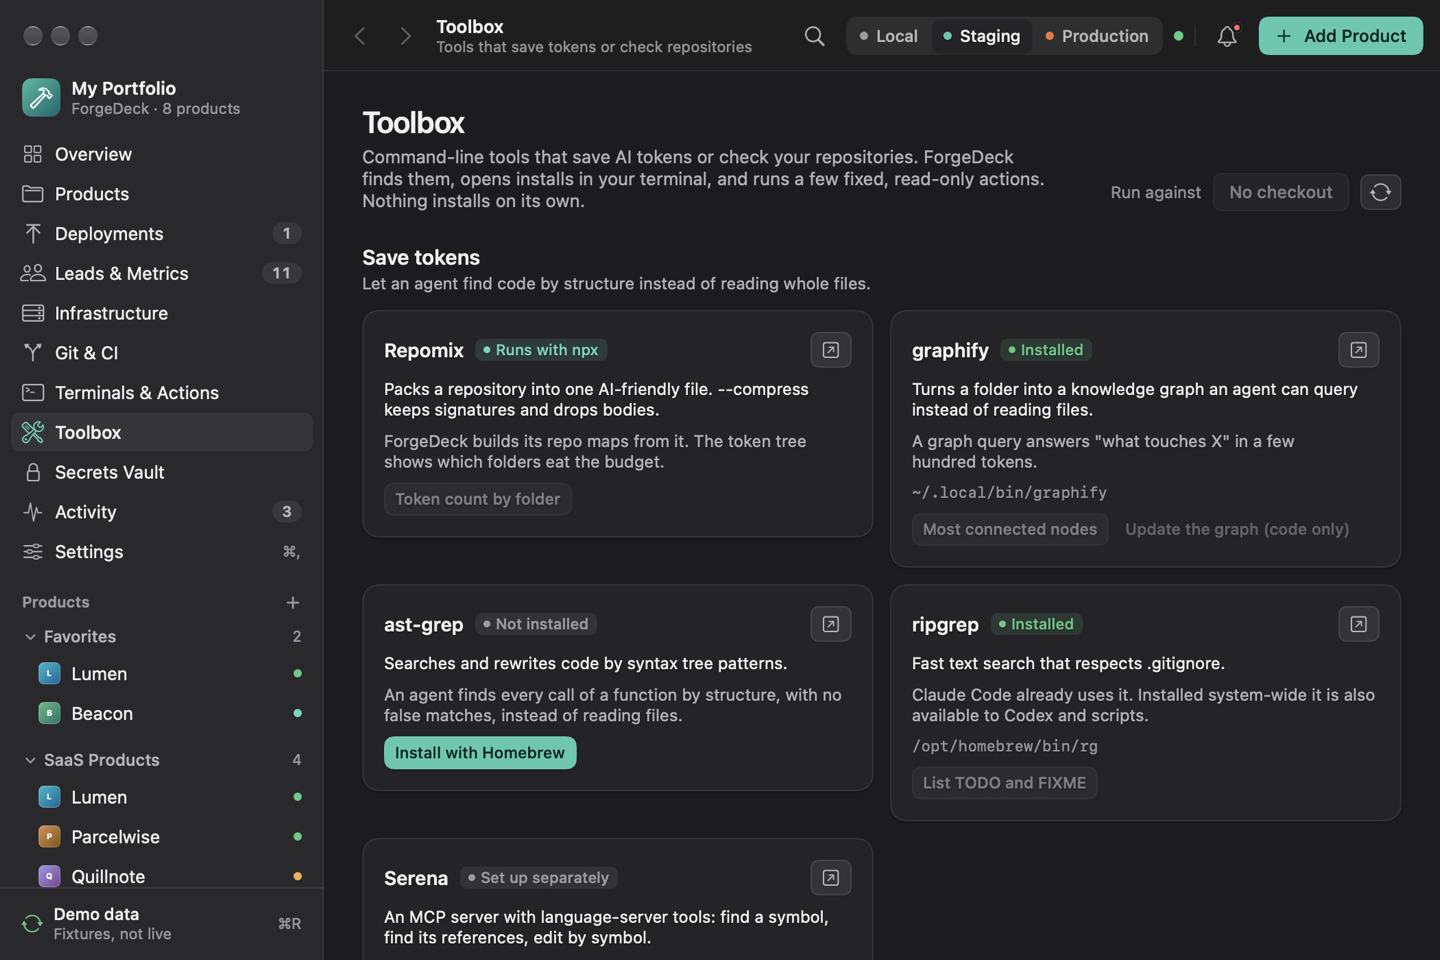 My Portfolio
ForgeDeck · 8 products
Overview
Products
Deployments 1
Leads & Metrics 11
Infrastructure
Git & CI
Terminals & Actions
Toolbox
Secrets Vault
Activity 3
Settings ⌘,
Products +
Favorites 2
L Lumen
B Beacon
SaaS Products 4
L Lumen
P Parcelwise
Q Quillnote
Demo data ⌘R
Fixtures, not live
Toolbox
Tools that save tokens or check repositories
Local Staging Production
+ Add Product
Toolbox
Command-line tools that save AI tokens or check your repositories. ForgeDeck
finds them, opens installs in your terminal, and runs a few fixed, read-only actions.
Nothing installs on its own.
Run against No checkout
Save tokens
Let an agent find code by structure instead of reading whole files.
Repomix Runs with npx
Packs a repository into one AI-friendly file. --compress
keeps signatures and drops bodies.
ForgeDeck builds its repo maps from it. The token tree
shows which folders eat the budget.
Token count by folder
graphify Installed
Turns a folder into a knowledge graph an agent can query
instead of reading files.
A graph query answers "what touches X" in a few
hundred tokens.
~/.local/bin/graphify
Most connected nodes Update the graph (code only)
ast-grep Not installed
Searches and rewrites code by syntax tree patterns.
An agent finds every call of a function by structure, with no
false matches, instead of reading files.
Install with Homebrew
ripgrep Installed
Fast text search that respects .gitignore.
Claude Code already uses it. Installed system-wide it is also
available to Codex and scripts.
/opt/homebrew/bin/rg
List TODO and FIXME
Serena Set up separately
An MCP server with language-server tools: find a symbol,
find its references, edit by symbol.